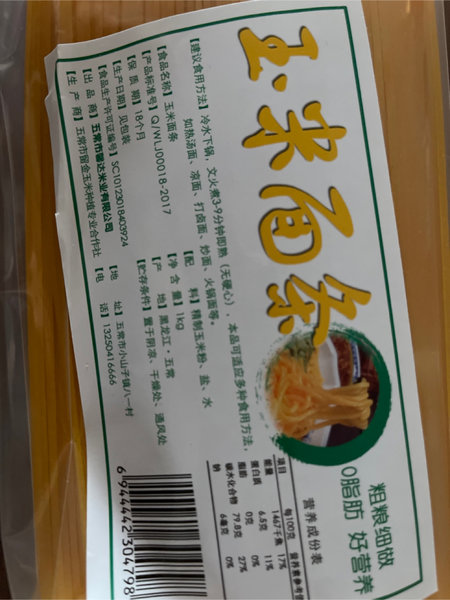 玉米面条
粗粮细做
0脂肪 好营养
【建议食用方法】冷水下锅,文火煮3-9分钟即熟(无硬心),本品可适应多种食用方法,
如热汤面、凉面、打卤面、炒面、火锅面等。
【食品名称】玉米面条
【配 料】精制玉米粉、盐、水
【产品标准号】Q/WLJ0001S-2017
【净 含 量】1kg
【保 质 期】18个月
【产 地】黑龙江·五常
【生产日期】见包装
【贮存条件】置于阴凉、干燥处、通风处
【食品生产许可证编号】SC10123018403924
【出 品 商】五常市馨达米业有限公司
【地 址】五常市小山子镇八一村
【生 产 商】五常市留金玉米种植专业合作社
【电 话】13250416666
营养成份表
项目 每100克 营养素参考值
能量 1467千焦 17%
蛋白质 6.5克 11%
脂肪 0克 0%
碳水化合物 79.8克 27%
钠 6毫克 0%
6 944442 304798